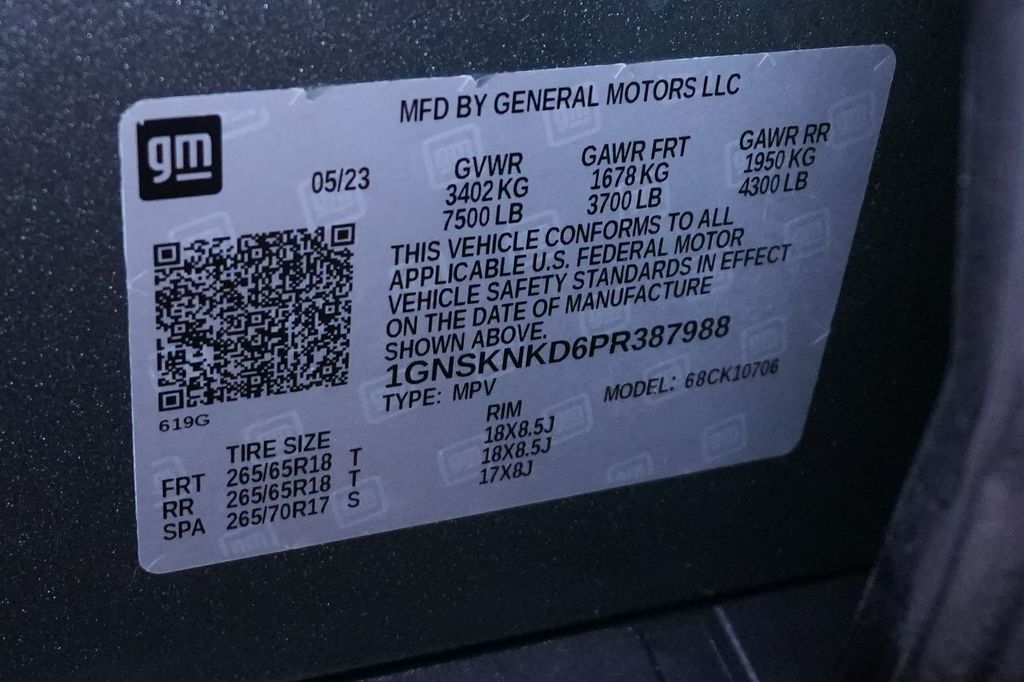 gm
MFD BY GENERAL MOTORS LLC
05/23
GVWR GAWR FRT GAWR RR
3402 KG 1678 KG 1950 KG
7500 LB 3700 LB 4300 LB
THIS VEHICLE CONFORMS TO ALL
APPLICABLE U.S. FEDERAL MOTOR
VEHICLE SAFETY STANDARDS IN EFFECT
ON THE DATE OF MANUFACTURE
SHOWN ABOVE.
1GNSKNKD6PR387988
TYPE: MPV MODEL: 68CK10706
619G
TIRE SIZE RIM
FRT 265/65R18 T 18X8.5J
RR 265/65R18 T 18X8.5J
SPA 265/70R17 S 17X8J